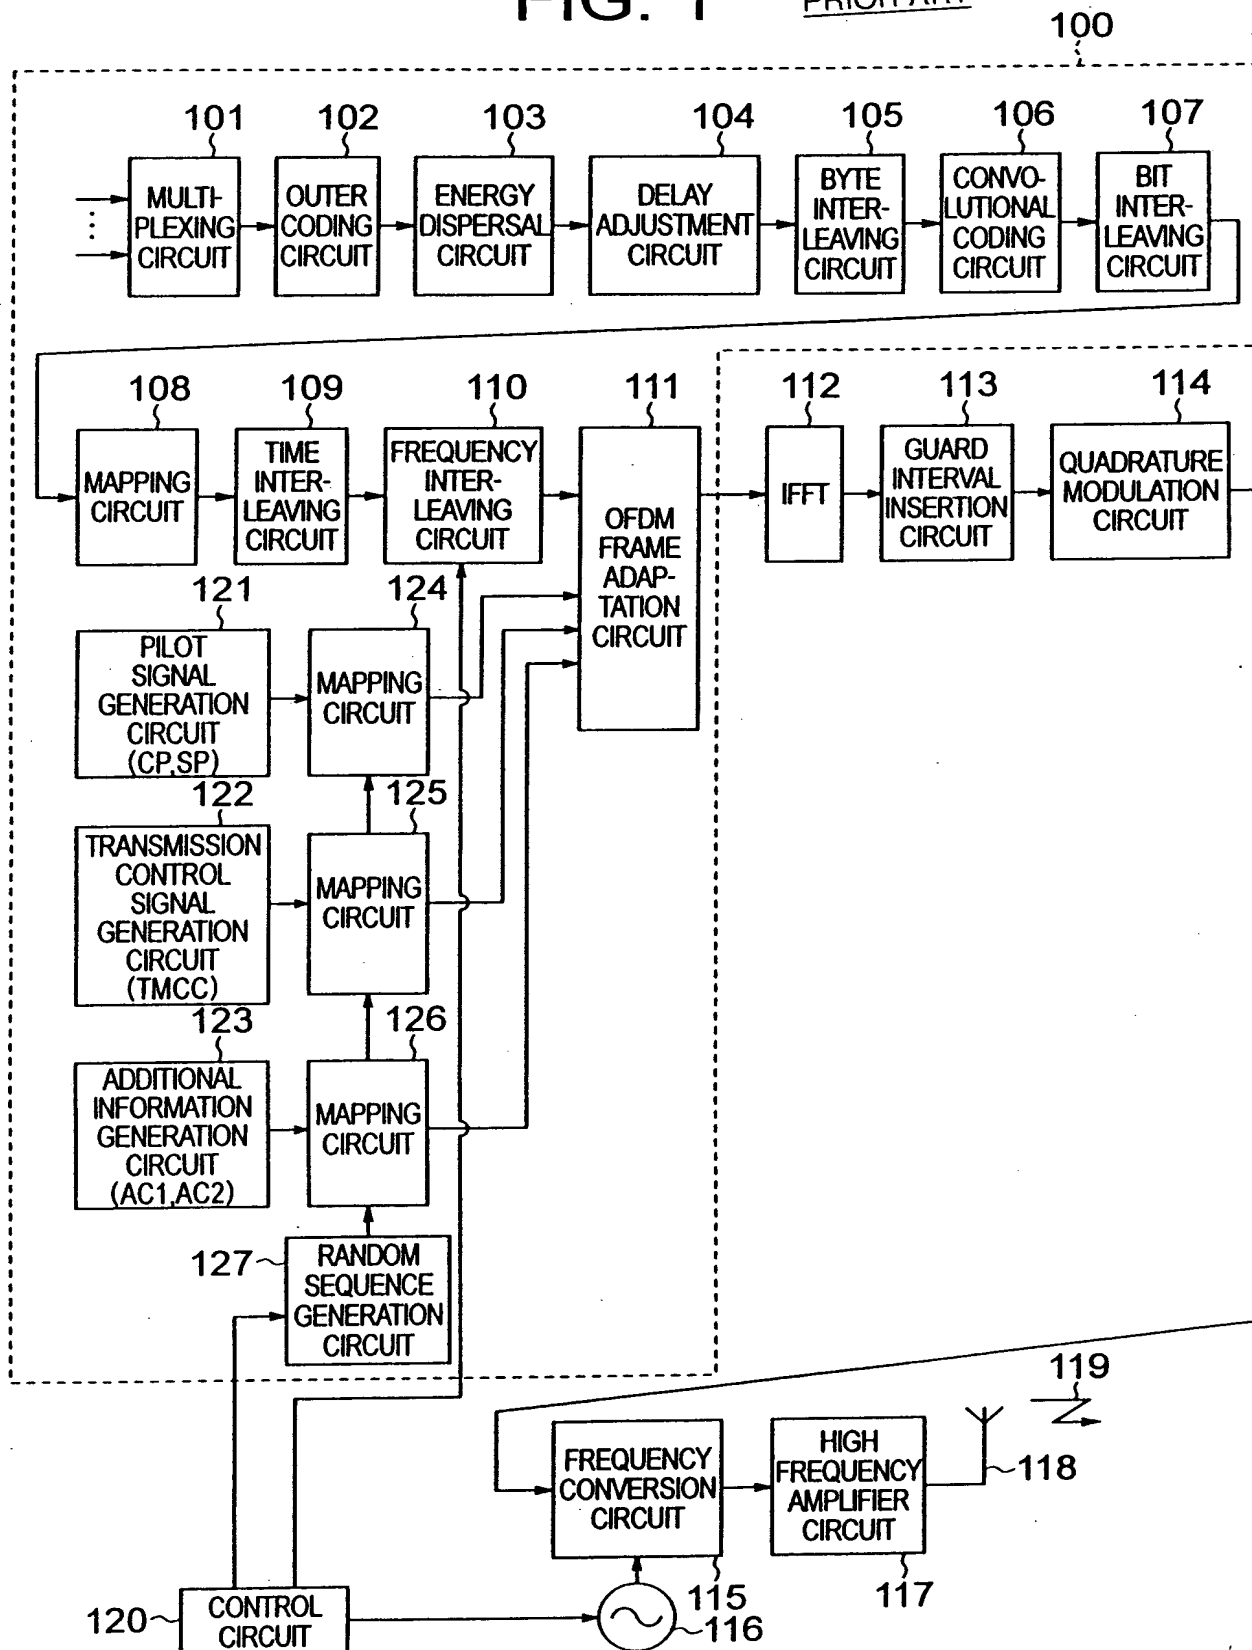 FIG. 1
PRIOR ART
100
101
102
103
104
105
106
107
MULTI-
PLEXING
CIRCUIT
OUTER
CODING
CIRCUIT
ENERGY
DISPERSAL
CIRCUIT
DELAY
ADJUSTMENT
CIRCUIT
BYTE
INTER-
LEAVING
CIRCUIT
CONVO-
LUTIONAL
CODING
CIRCUIT
BIT
INTER-
LEAVING
CIRCUIT
108
109
110
111
112
113
114
MAPPING
CIRCUIT
TIME
INTER-
LEAVING
CIRCUIT
FREQUENCY
INTER-
LEAVING
CIRCUIT
OFDM
FRAME
ADAP-
TATION
CIRCUIT
IFFT
GUARD
INTERVAL
INSERTION
CIRCUIT
QUADRATURE
MODULATION
CIRCUIT
121
124
PILOT
SIGNAL
GENERATION
CIRCUIT
(CP,SP)
MAPPING
CIRCUIT
122
125
TRANSMISSION
CONTROL
SIGNAL
GENERATION
CIRCUIT
(TMCC)
MAPPING
CIRCUIT
123
126
ADDITIONAL
INFORMATION
GENERATION
CIRCUIT
(AC1,AC2)
MAPPING
CIRCUIT
127
RANDOM
SEQUENCE
GENERATION
CIRCUIT
119
FREQUENCY
CONVERSION
CIRCUIT
HIGH
FREQUENCY
AMPLIFIER
CIRCUIT
118
115
117
120
CONTROL
CIRCUIT
116